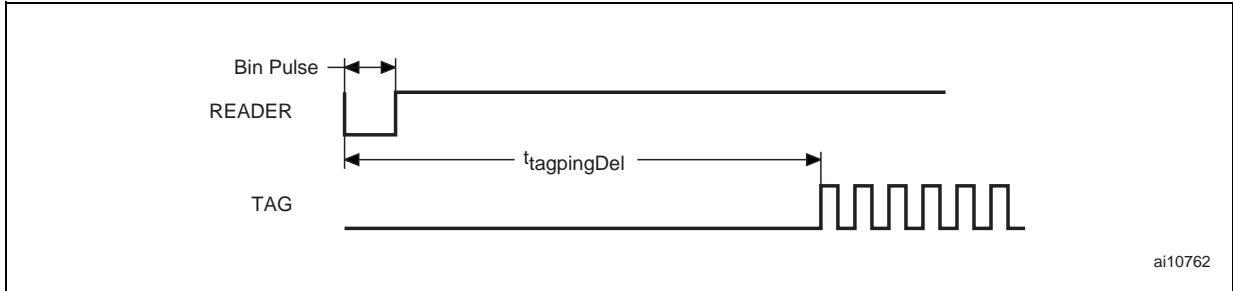 Bin Pulse
READER
ttagpingDel
TAG
ai10762